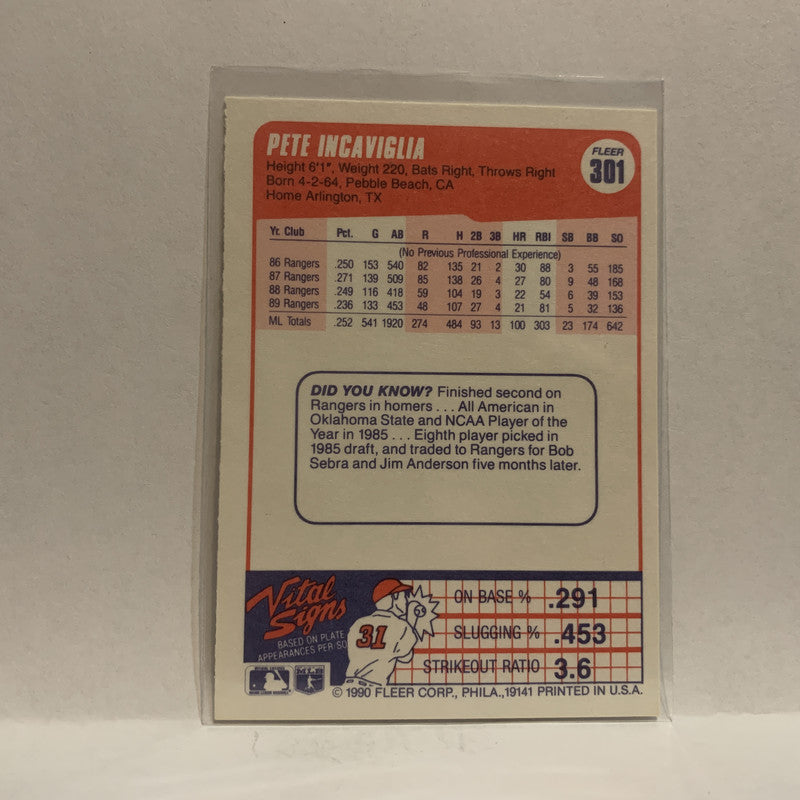 PETE INCAVIGLIA
FLEER
301
Height 6'1", Weight 220, Bats Right, Throws Right
Born 4-2-64, Pebble Beach, CA
Home Arlington, TX
Yr. Club Pct. G AB R H 2B 3B HR RBI SB BB SO
(No Previous Professional Experience)
86 Rangers .250 153 540 82 135 21 2 30 88 3 55 185
87 Rangers .271 139 509 85 138 26 4 27 80 9 48 168
88 Rangers .249 116 418 59 104 19 3 22 54 6 39 153
89 Rangers .236 133 453 48 107 27 4 21 81 5 32 136
ML Totals .252 541 1920 274 484 93 13 100 303 23 174 642
DID YOU KNOW? Finished second on
Rangers in homers . . . All American in
Oklahoma State and NCAA Player of the
Year in 1985 . . . Eighth player picked in
1985 draft, and traded to Rangers for Bob
Sebra and Jim Anderson five months later.
Vital Signs
BASED ON PLATE
APPEARANCES PER SO
31
ON BASE % .291
SLUGGING % .453
STRIKEOUT RATIO 3.6
© 1990 FLEER CORP., PHILA.,19141 PRINTED IN U.S.A.